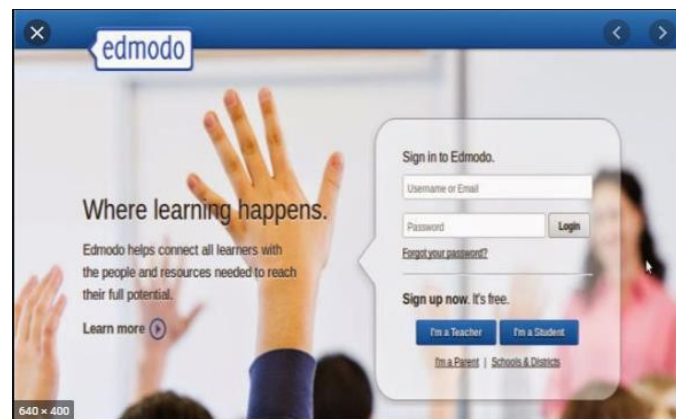 edmodo
Where learning happens.
Edmodo helps connect all learners with
the people and resources needed to reach
their full potential.
Learn more
Sign in to Edmodo.
Username or Email
Password
Login
Forgot your password?
Sign up now. It's free.
I'm a Teacher
I'm a Student
I'm a Parent | Schools & Districts
640 × 400